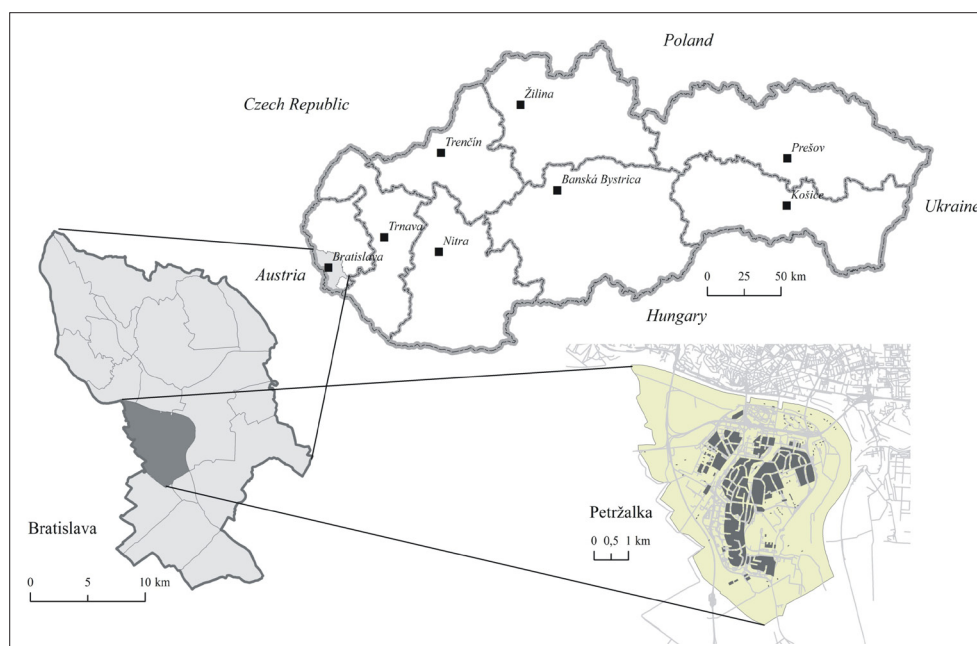 Poland
Czech Republic
Žilina
Trenčín
Prešov
Banská Bystrica
Košice
Ukraine
Trnava
Nitra
Austria
Bratislava
0 25 50 km
Hungary
Petržalka
0 0,5 1 km
Bratislava
0 5 10 km